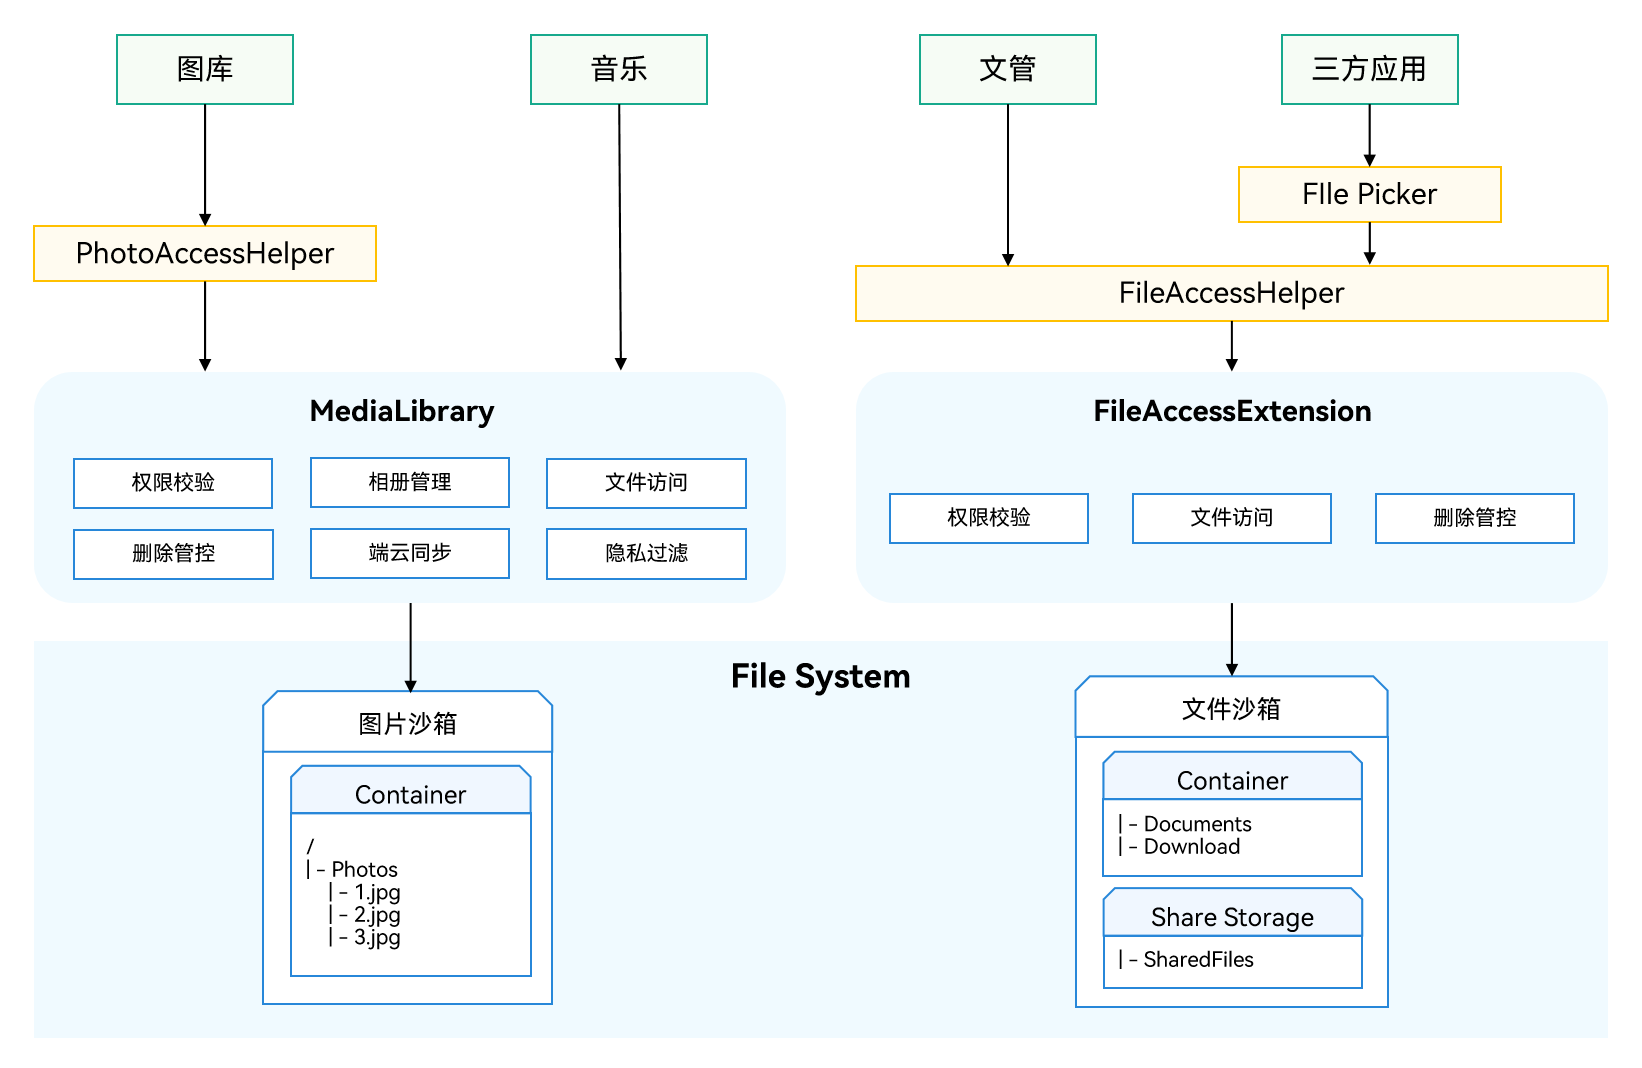 图库
音乐
文管
三方应用
FIle Picker
PhotoAccessHelper
FileAccessHelper
MediaLibrary
权限校验
相册管理
文件访问
删除管控
端云同步
隐私过滤
FileAccessExtension
权限校验
文件访问
删除管控
File System
图片沙箱
Container
/
|- Photos
|- 1.jpg
|- 2.jpg
|- 3.jpg
文件沙箱
Container
|- Documents
|- Download
Share Storage
|- SharedFiles